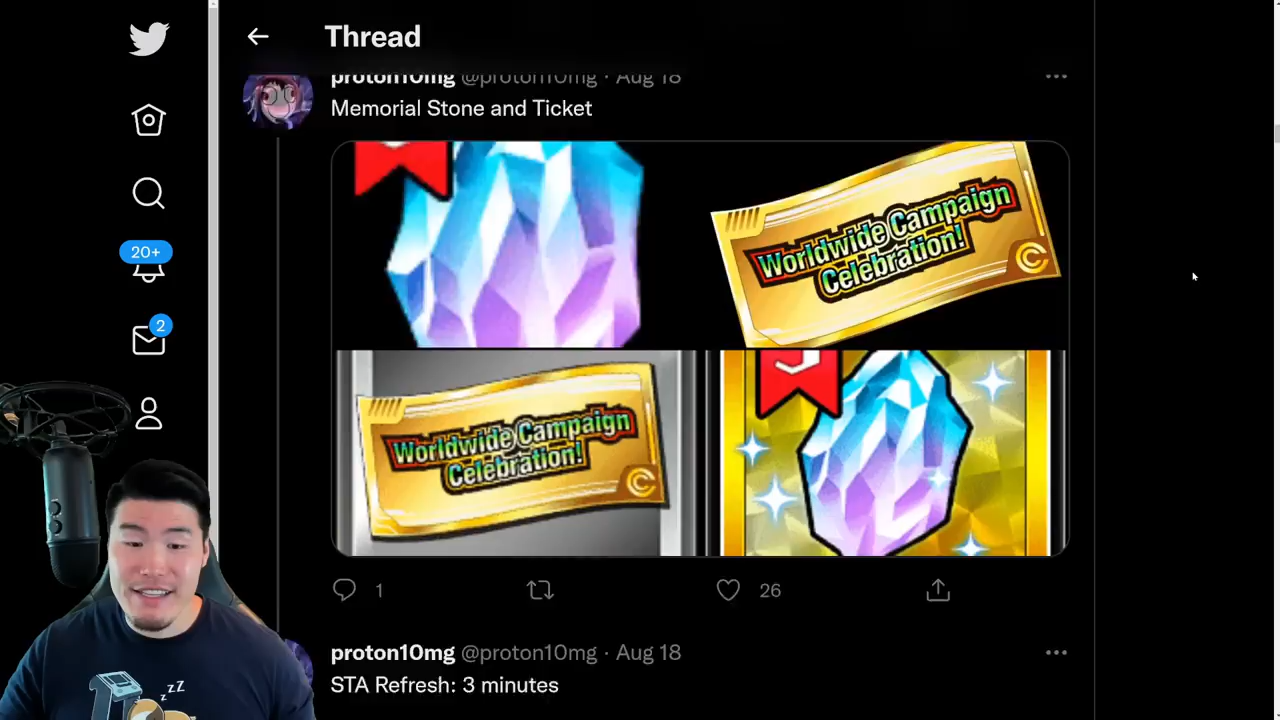 Thread
proton10mg @proton10mg · Aug 18
Memorial Stone and Ticket
Worldwide Campaign
Celebration!
Worldwide Campaign
Celebration!
20+
2
1
26
proton10mg @proton10mg · Aug 18
STA Refresh: 3 minutes
zzZ